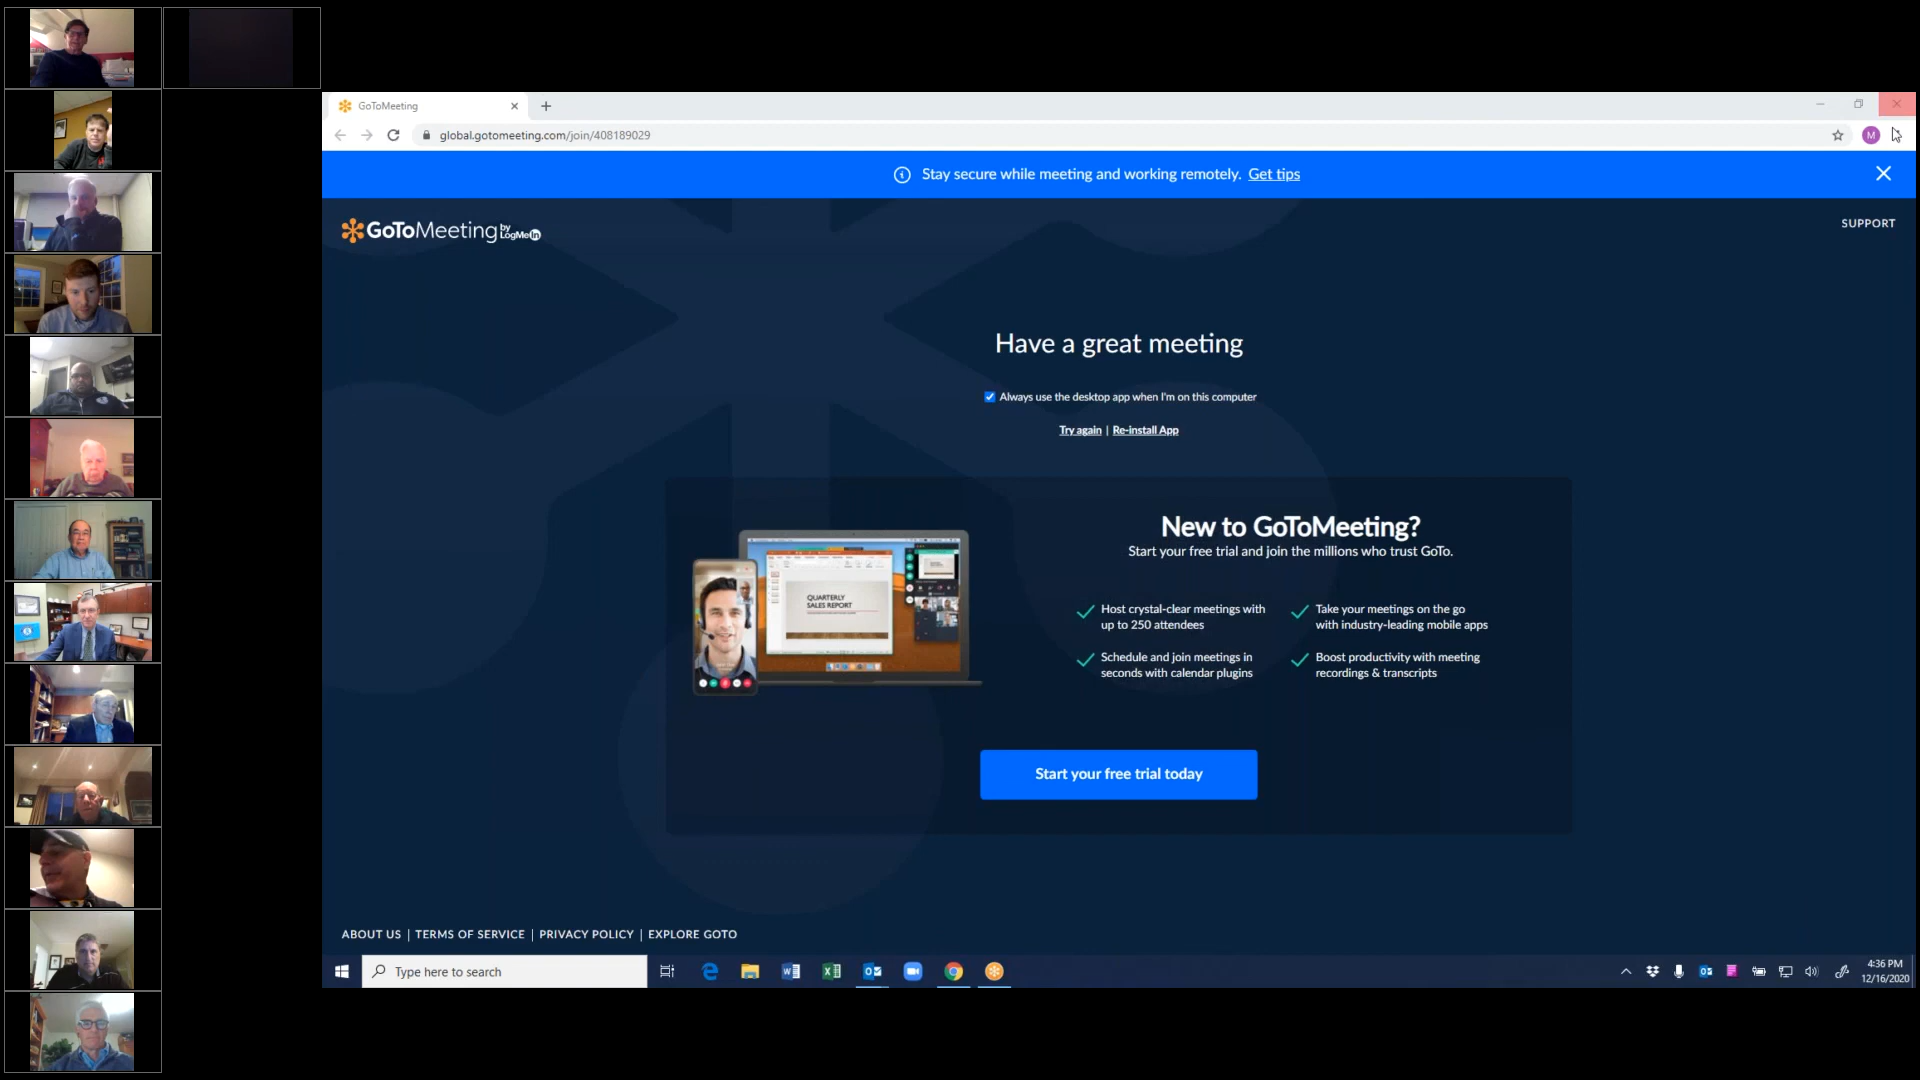 GoToMeeting
global.gotomeeting.com/join/408189029
M
Stay secure while meeting and working remotely. Get tips
GoToMeeting by LogMeIn
SUPPORT
Have a great meeting
Always use the desktop app when I'm on this computer
Try again | Re-install App
New to GoToMeeting?
Start your free trial and join the millions who trust GoTo.
QUARTERLY
SALES REPORT
Host crystal-clear meetings with
up to 250 attendees
Take your meetings on the go
with industry-leading mobile apps
Schedule and join meetings in
seconds with calendar plugins
Boost productivity with meeting
recordings & transcripts
Start your free trial today
ABOUT US | TERMS OF SERVICE | PRIVACY POLICY | EXPLORE GOTO
Type here to search
4:36 PM
12/16/2020